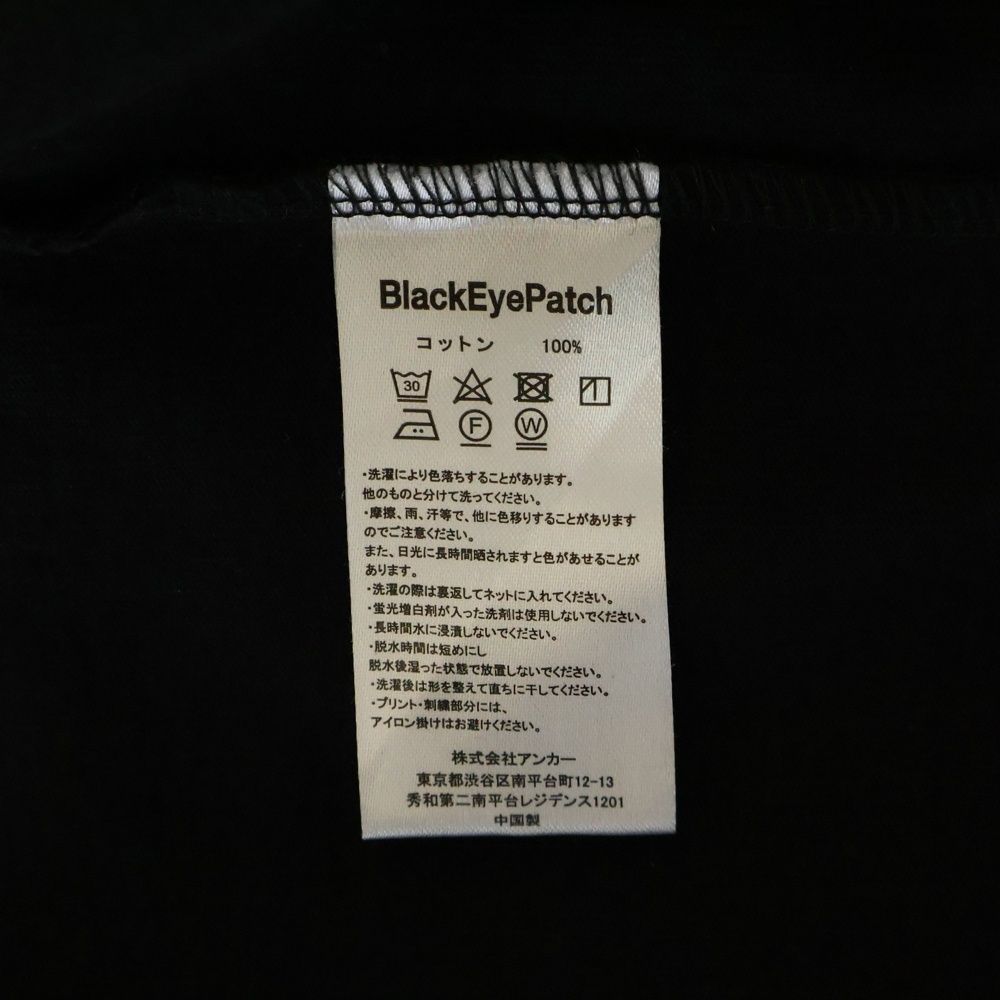 BlackEyePatch
コットン 100%
30
F W
・洗濯により色落ちすることがあります。
他のものと分けて洗ってください。
・摩擦、雨、汗等で、他に色移りすることがあります
のでご注意ください。
また、日光に長時間晒されますと色があせることが
あります。
・洗濯の際は裏返してネットに入れてください。
・蛍光増白剤が入った洗剤は使用しないでください。
・長時間水に浸漬しないでください。
・脱水時間は短めにし
脱水後湿った状態で放置しないでください。
・洗濯後は形を整えて直ちに干してください。
・プリント・刺繍部分には、
アイロン掛けはお避けください。
株式会社アンカー
東京都渋谷区南平台町12-13
秀和第二南平台レジデンス1201
中国製